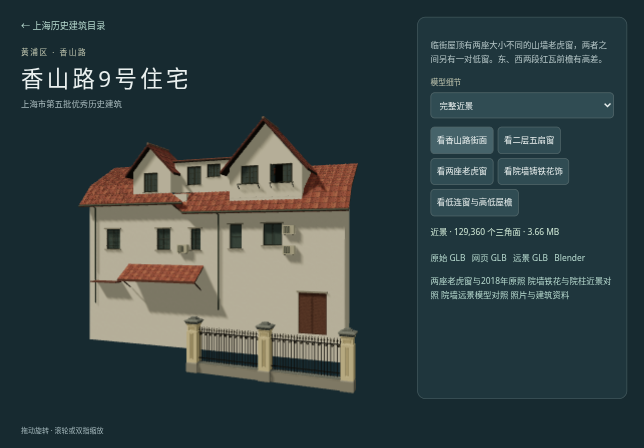 ← 上海历史建筑目录
黄浦区 · 香山路
香山路9号住宅
上海市第五批优秀历史建筑
临街屋顶有两座大小不同的山墙老虎窗，两者之
间另有一对低窗。东、西两段红瓦前檐有高差。
模型细节
完整近景
看香山路街面
看二层五扇窗
看两座老虎窗
看院墙铸铁花饰
看低连窗与高低屋檐
近景 · 129,360 个三角面 · 3.66 MB
原始 GLB 网页 GLB 远景 GLB Blender
两座老虎窗与2018年原照 院墙铁花与院柱近景对
照 院墙远景模型对照 照片与建筑资料
拖动旋转 · 滚轮或双指缩放